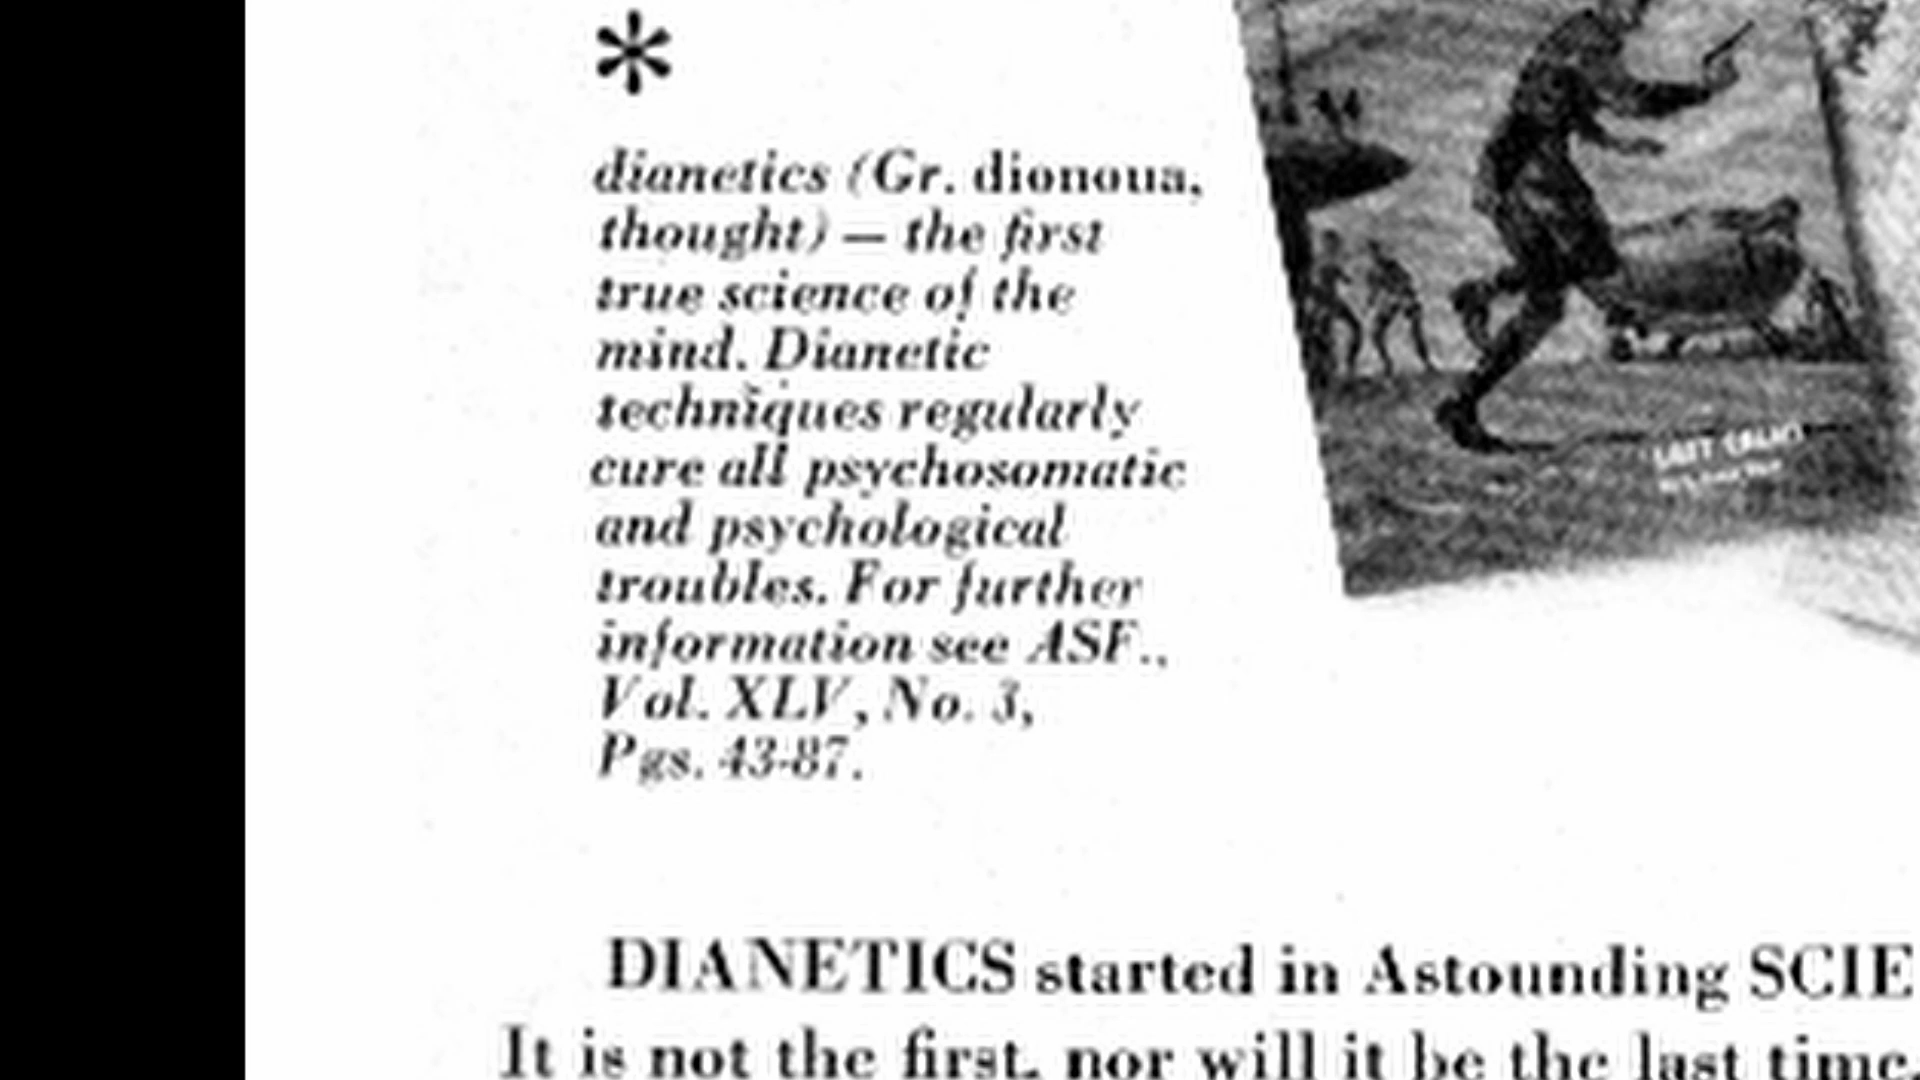 *
dianetics (Gr. dionoua,
thought) — the first
true science of the
mind. Dianetic
techniques regularly
cure all psychosomatic
and psychological
troubles. For further
information see ASF.,
Vol. XLV, No. 3,
Pgs. 43-87.
LAST ENEMY
DIANETICS started in Astounding SCIE
It is not the first, nor will it be the last time,